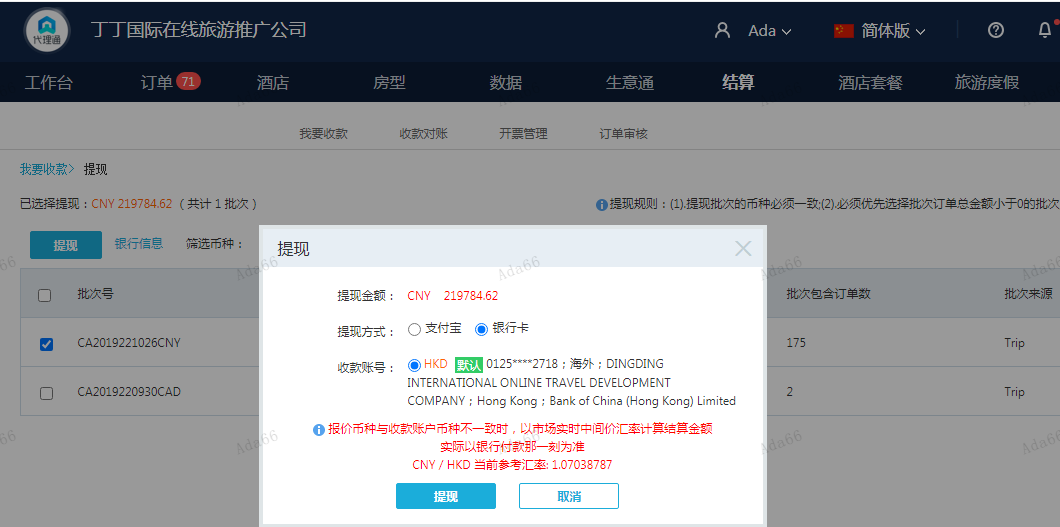 代理通
丁丁国际在线旅游推广公司
Ada
简体版
工作台 订单 71 酒店 房型 数据 生意通 结算 酒店套餐 旅游度假
我要收款 收款对账 开票管理 订单审核
我要收款> 提现
已选择提现：CNY 219784.62 （共计 1 批次）
提现规则：(1).提现批次的币种必须一致;(2).必须优先选择批次订单总金额小于0的批次
提现 银行信息 筛选币种：
批次号 批次包含订单数 批次来源
CA2019221026CNY 175 Trip
CA2019220930CAD 2 Trip
提现
提现金额： CNY 219784.62
提现方式： 支付宝 银行卡
收款账号： HKD 默认 0125****2718；海外；DINGDING
INTERNATIONAL ONLINE TRAVEL DEVELOPMENT
COMPANY；Hong Kong；Bank of China (Hong Kong) Limited
报价币种与收款账户币种不一致时，以市场实时中间价汇率计算结算金额
实际以银行付款那一刻为准
CNY / HKD 当前参考汇率: 1.07038787
提现 取消
Ada66
Ada66
Ada66
Ada66
Ada66
Ada66